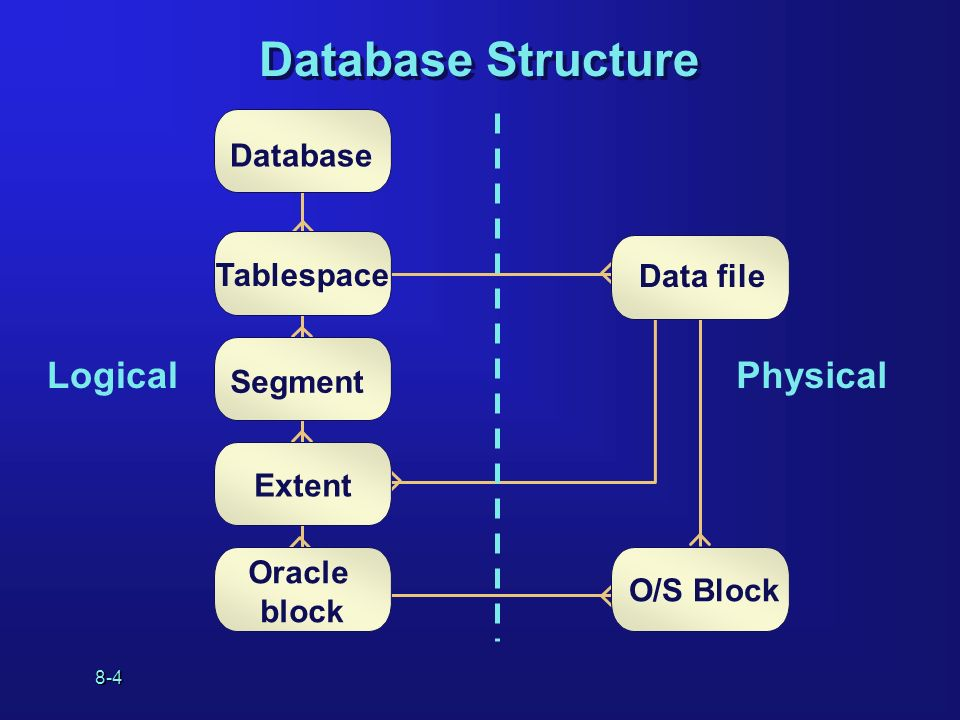 Database Structure
Database
Tablespace
Data file
Logical
Segment
Physical
Extent
Oracle
block
O/S Block
8-4